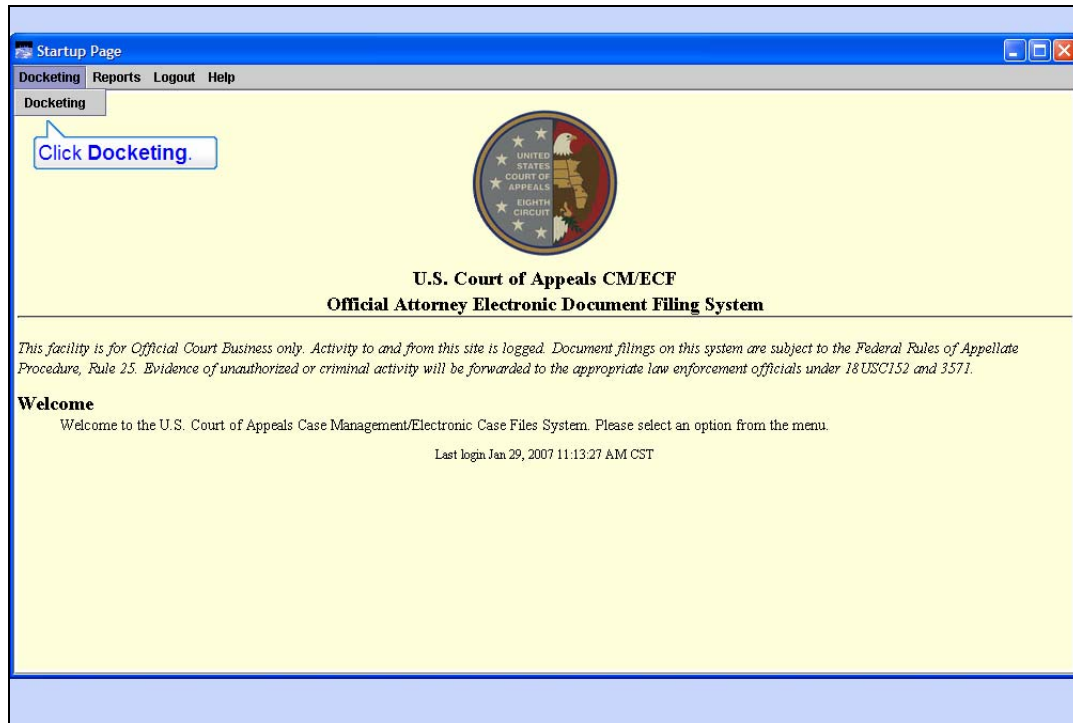 Startup Page
Docketing Reports Logout Help
Docketing
Click Docketing.
UNITED
STATES
COURT OF
APPEALS
EIGHTH
CIRCUIT
U.S. Court of Appeals CM/ECF
Official Attorney Electronic Document Filing System
This facility is for Official Court Business only. Activity to and from this site is logged. Document filings on this system are subject to the Federal Rules of Appellate
Procedure, Rule 25. Evidence of unauthorized or criminal activity will be forwarded to the appropriate law enforcement officials under 18 USC152 and 3571.
Welcome
Welcome to the U.S. Court of Appeals Case Management/Electronic Case Files System. Please select an option from the menu.
Last login Jan 29, 2007 11:13:27 AM CST